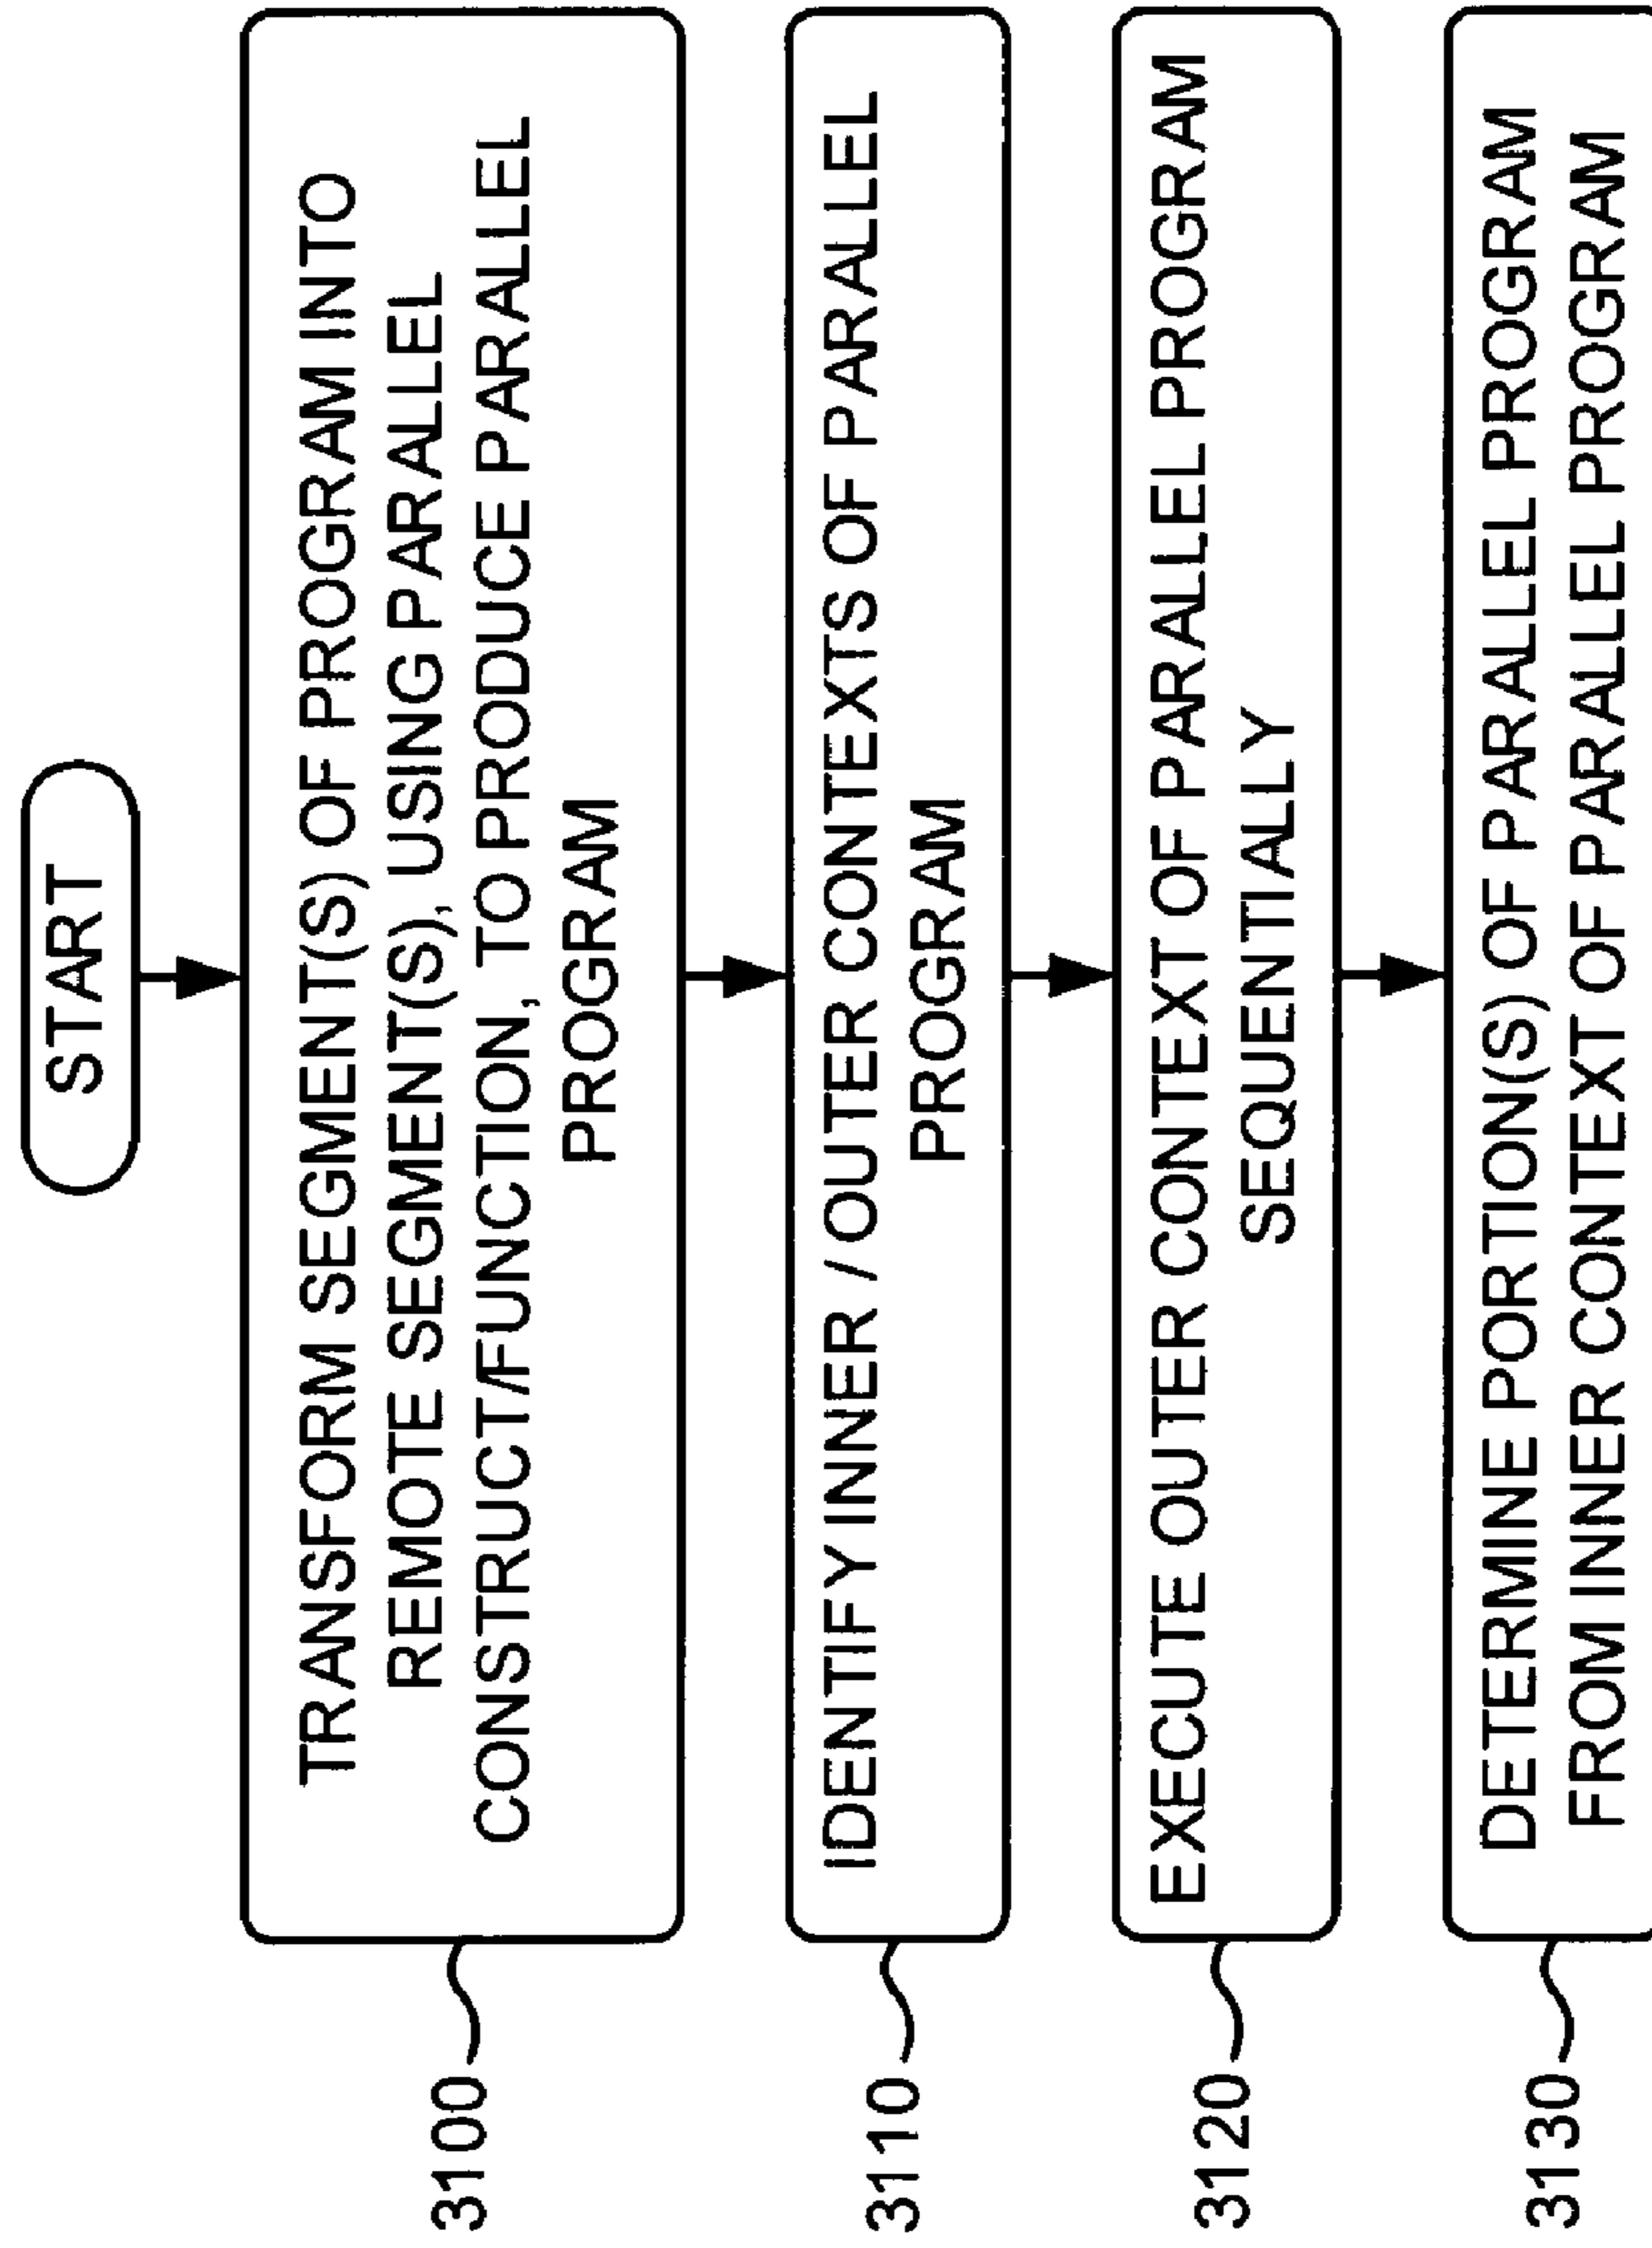 START
3100
TRANSFORM SEGMENT(S) OF PROGRAM INTO
REMOTE SEGMENT(S), USING PARALLEL
CONSTRUCT/FUNCTION, TO PRODUCE PARALLEL
PROGRAM
3110
IDENTIFY INNER / OUTER CONTEXTS OF PARALLEL
PROGRAM
3120
EXECUTE OUTER CONTEXT OF PARALLEL PROGRAM
SEQUENTIALLY
3130
DETERMINE PORTION(S) OF PARALLEL PROGRAM
FROM INNER CONTEXT OF PARALLEL PROGRAM